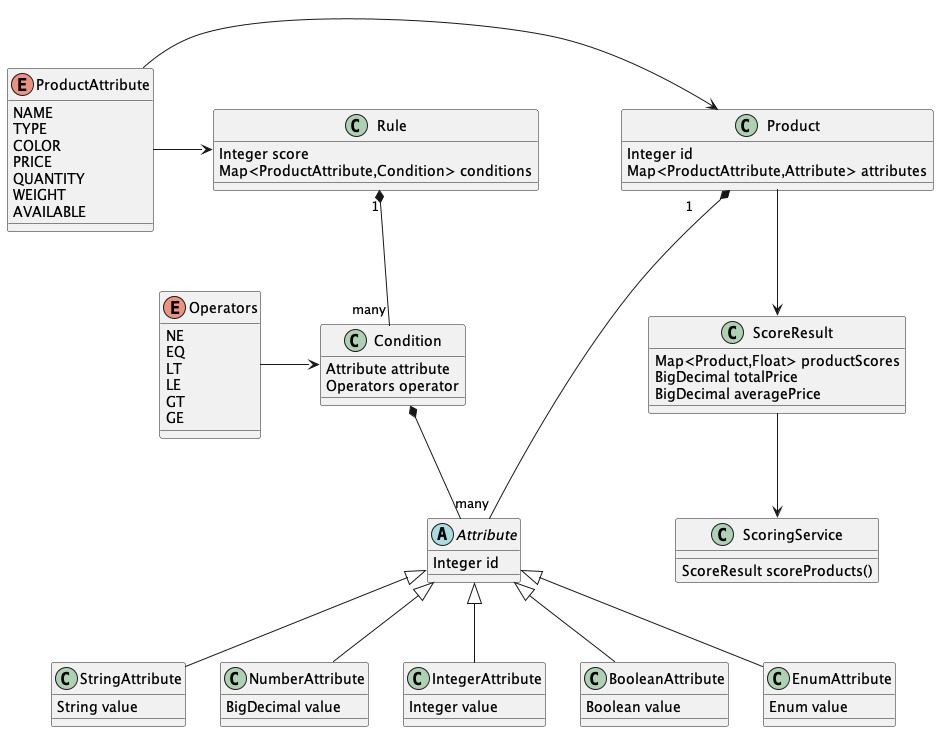 E ProductAttribute
NAME
TYPE
COLOR
PRICE
QUANTITY
WEIGHT
AVAILABLE
C Rule
Integer score
Map<ProductAttribute,Condition> conditions
C Product
Integer id
Map<ProductAttribute,Attribute> attributes
1
1
many
E Operators
NE
EQ
LT
LE
GT
GE
C Condition
Attribute attribute
Operators operator
C ScoreResult
Map<Product,Float> productScores
BigDecimal totalPrice
BigDecimal averagePrice
many
A Attribute
Integer id
C ScoringService
ScoreResult scoreProducts()
C StringAttribute
String value
C NumberAttribute
BigDecimal value
C IntegerAttribute
Integer value
C BooleanAttribute
Boolean value
C EnumAttribute
Enum value